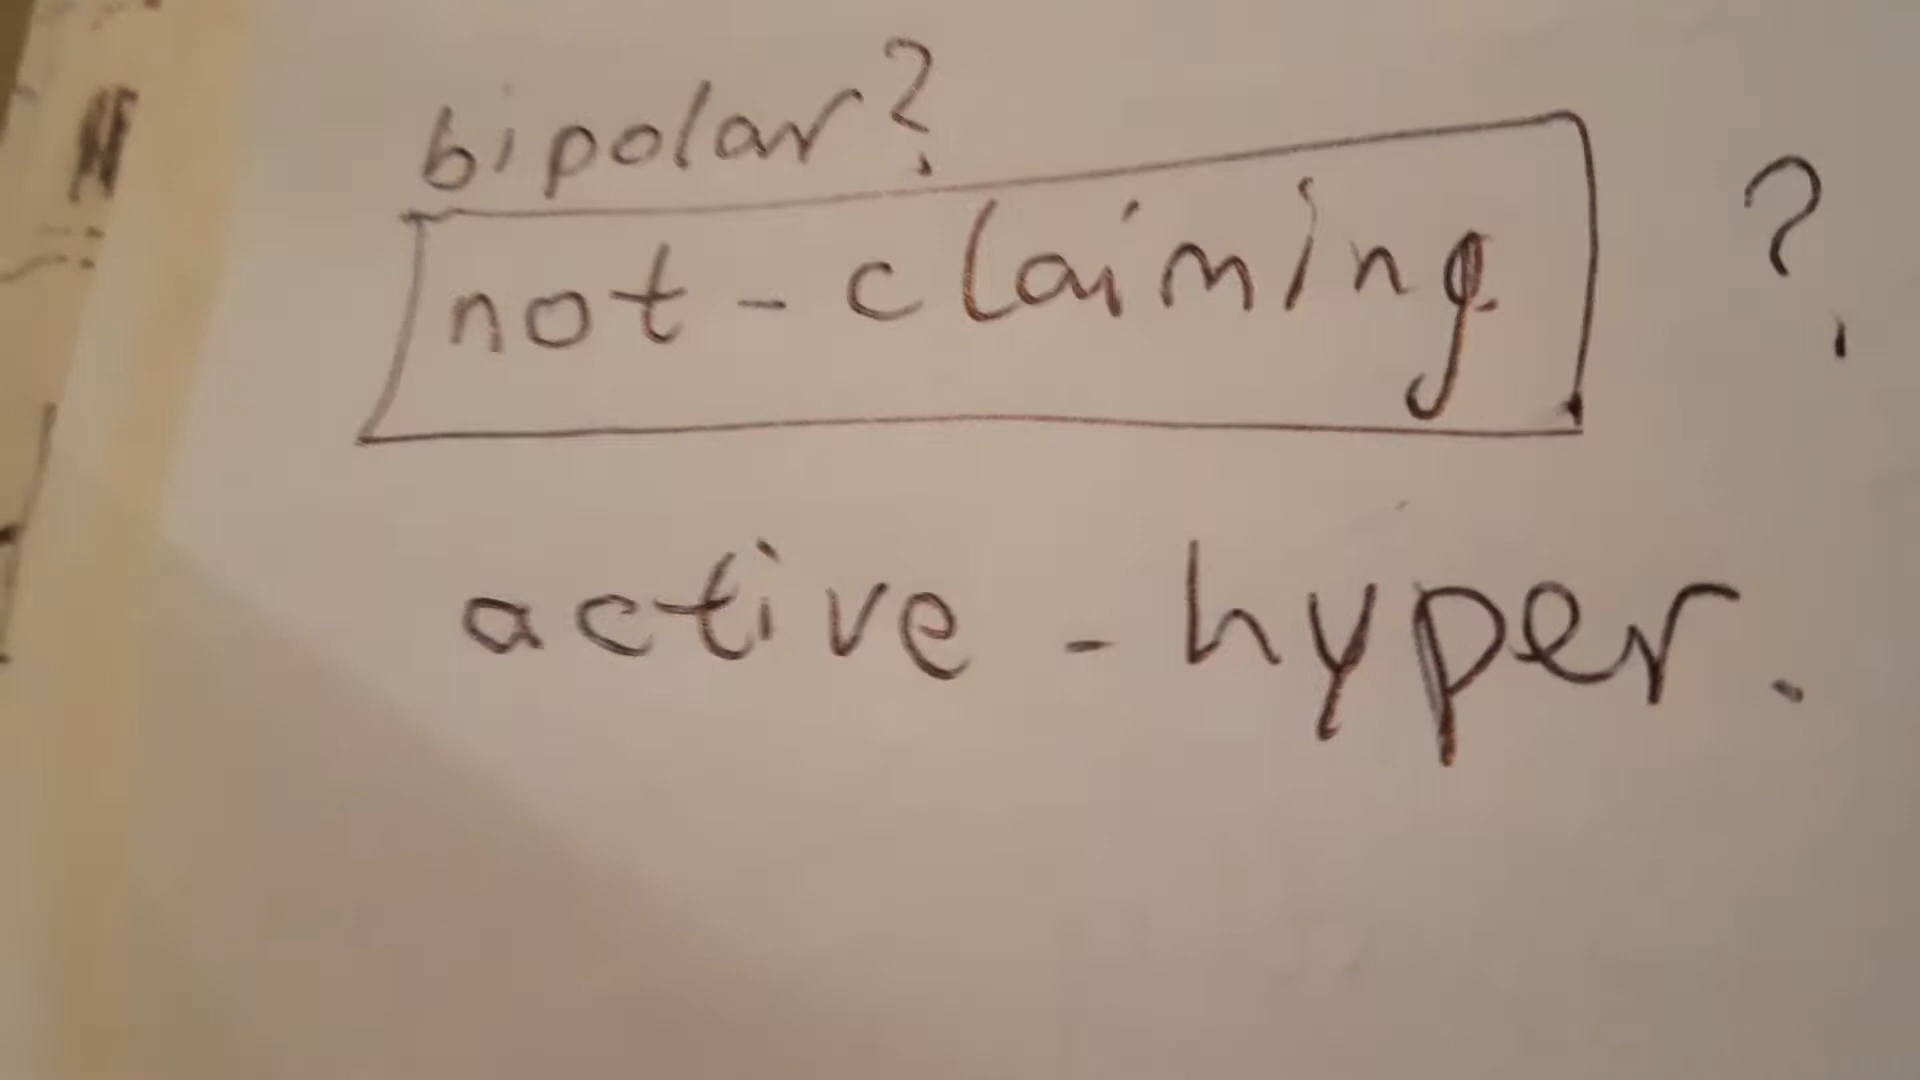 bipolar?
not-claiming ?
active-hyper.